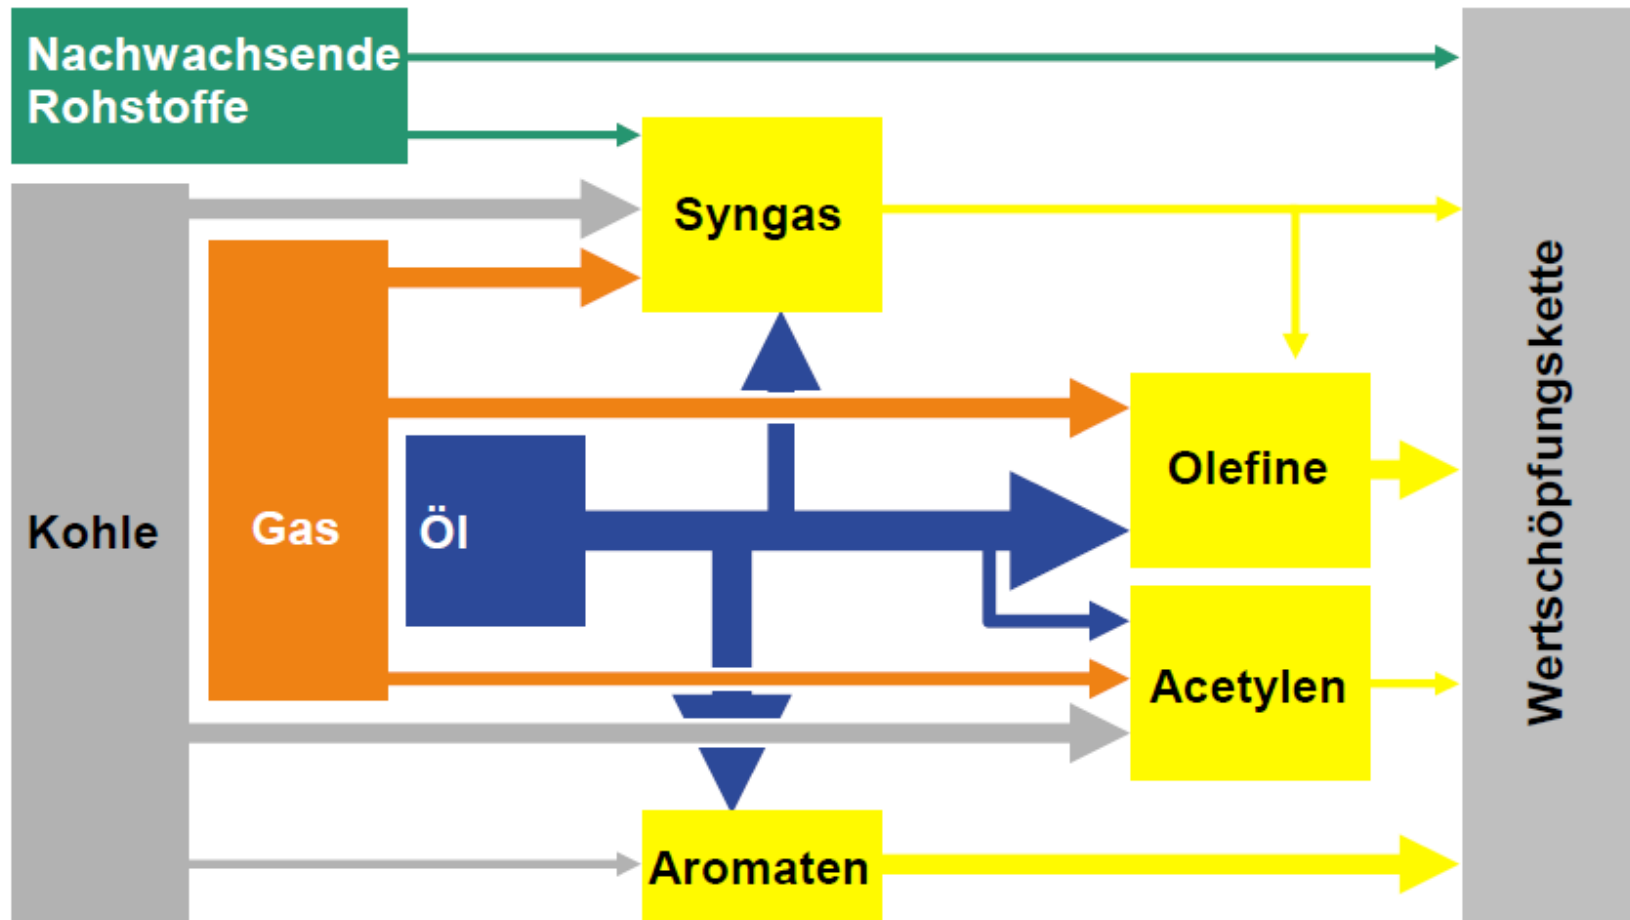 Nachwachsende
Rohstoffe
Syngas
Olefine
Kohle
Gas
Öl
Acetylen
Aromaten
Wertschöpfungskette